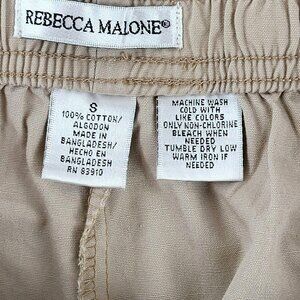 REBECCA MALONE®
S
100% COTTON/
ALGODON
MADE IN
BANGLADESH/
HECHO EN
BANGLADESH
RN 83910
MACHINE WASH
COLD WITH
LIKE COLORS
ONLY NON-CHLORINE
BLEACH WHEN
NEEDED
TUMBLE DRY LOW
WARM IRON IF
NEEDED